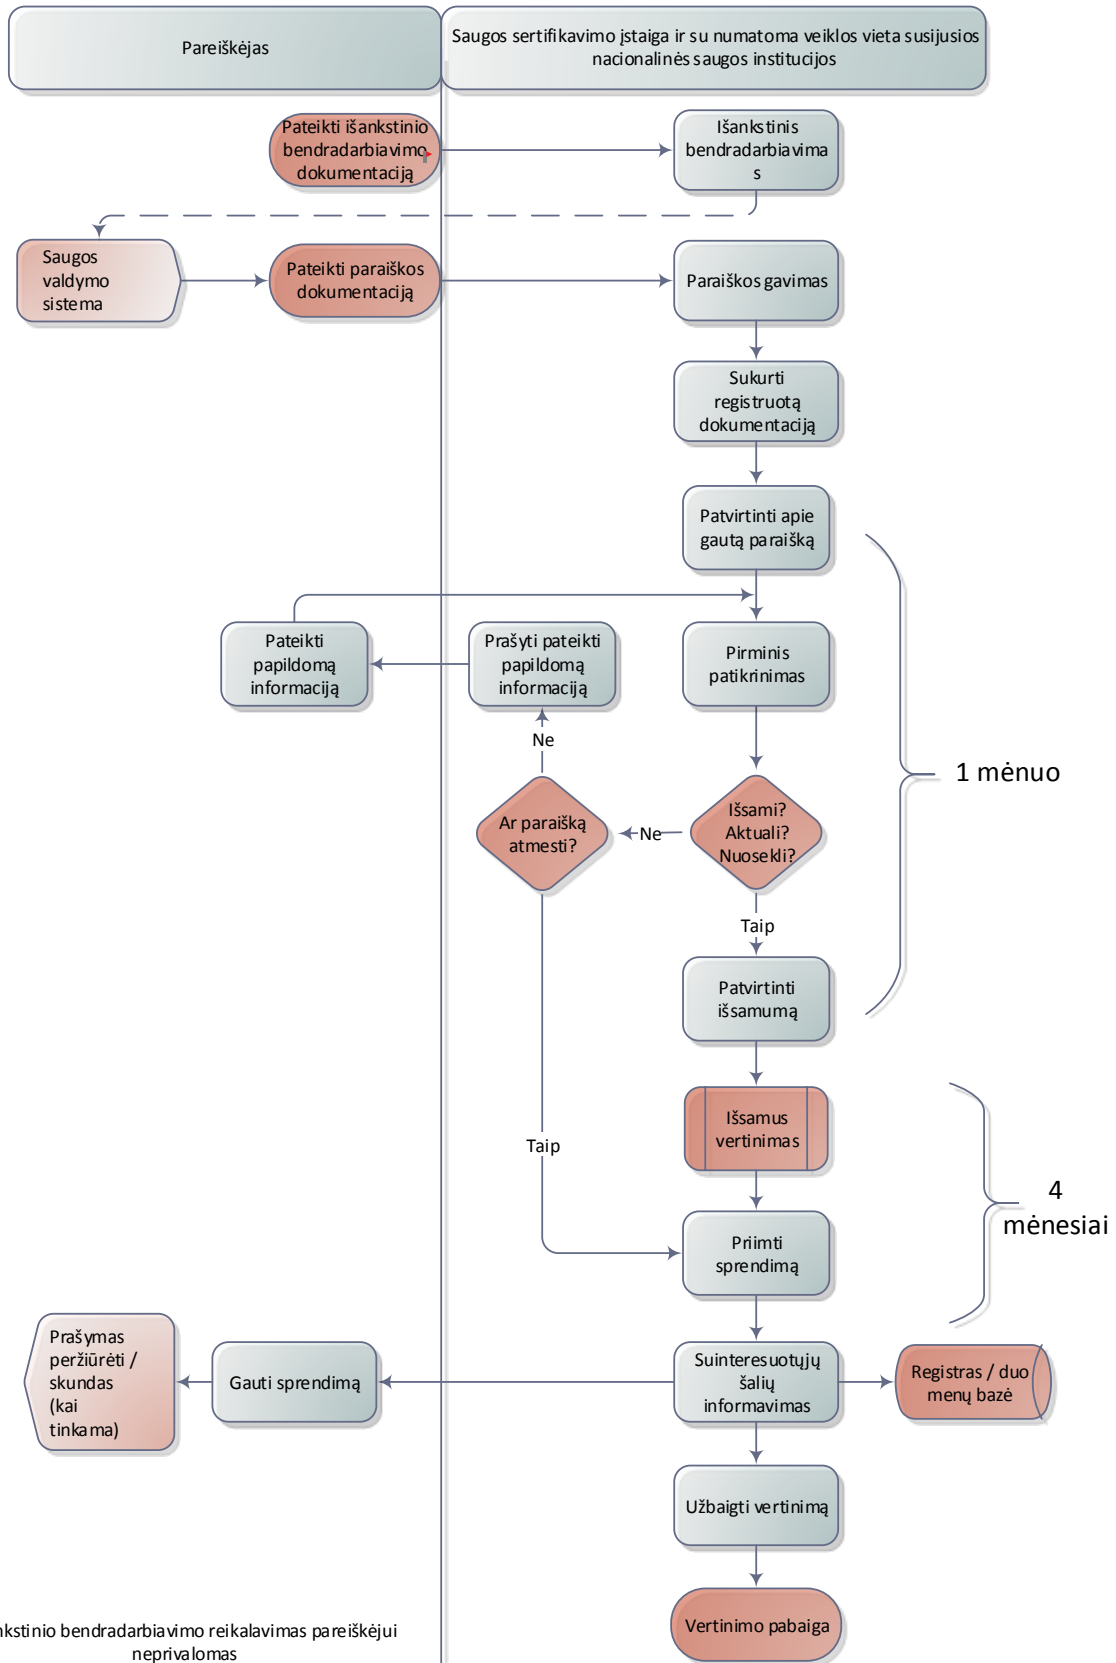 Pareiškėjas
Saugos sertifikavimo įstaiga ir su numatoma veiklos vieta susijusios
nacionalinės saugos institucijos
Pateikti išankstinio
bendradarbiavimo
dokumentaciją
Išankstinis
bendradarbiavima
s
Saugos
valdymo
sistema
Pateikti paraiškos
dokumentaciją
Paraiškos gavimas
Sukurti
registruotą
dokumentaciją
Patvirtinti apie
gautą paraišką
Pateikti
papildomą
informaciją
Prašyti pateikti
papildomą
informaciją
Pirminis
patikrinimas
Ne
1 mėnuo
Ar paraišką
atmesti?
Ne
Išsami?
Aktuali?
Nuosekli?
Taip
Patvirtinti
išsamumą
Išsamus
vertinimas
Taip
4
mėnesiai
Priimti
sprendimą
Prašymas
peržiūrėti /
skundas
(kai
tinkama)
Gauti sprendimą
Suinteresuotųjų
šalių
informavimas
Registras / duo
menų bazė
Užbaigti vertinimą
Vertinimo pabaiga
bendradarbiavimo reikalavimas pareiškėjui
neprivalomas